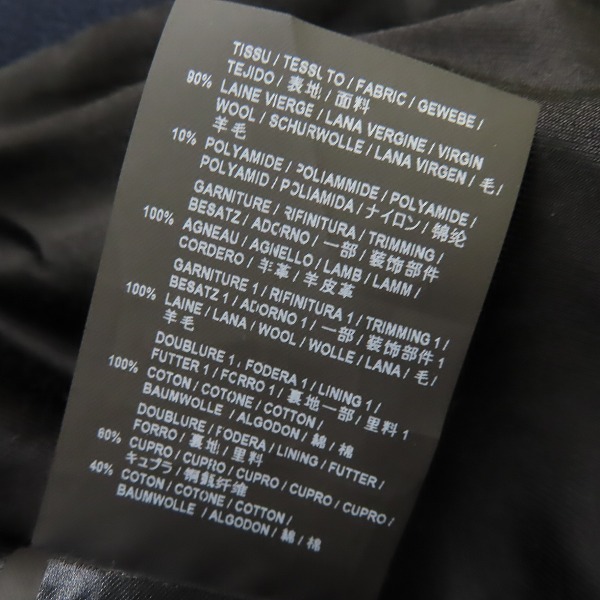 TISSU / TESSUTO / FABRIC / GEWEBE /
TEJIDO / 表地 / 面料
90% LAINE VIERGE / LANA VERGINE / VIRGIN
WOOL / SCHURWOLLE / LANA VIRGEN / 毛 /
羊毛
10% POLYAMIDE / POLIAMMIDE / POLYAMIDE /
POLYAMID / POLIAMIDA / ナイロン / 锦纶
GARNITURE / RIFINITURA / TRIMMING /
BESATZ / ADORNO / 一部 / 装饰部件
100% AGNEAU / AGNELLO / LAMB / LAMM /
CORDERO / 羊革 / 羊皮革
GARNITURE 1 / RIFINITURA 1 / TRIMMING 1 /
BESATZ 1 / ADORNO 1 / 一部 / 装饰部件 1
100% LAINE / LANA / WOOL / WOLLE / LANA / 毛 /
羊毛
DOUBLURE 1 / FODERA 1 / LINING 1 /
FUTTER 1 / FORRO 1 / 裏地一部 / 里料 1
100% COTON / COTONE / COTTON /
BAUMWOLLE / ALGODON / 綿 / 棉
DOUBLURE / FODERA / LINING / FUTTER /
FORRO / 裏地 / 里料
60% CUPRO / CUPRO / CUPRO / CUPRO / CUPRO /
キュプラ / 铜氨纤维
40% COTON / COTONE / COTTON /
BAUMWOLLE / ALGODON / 綿 / 棉